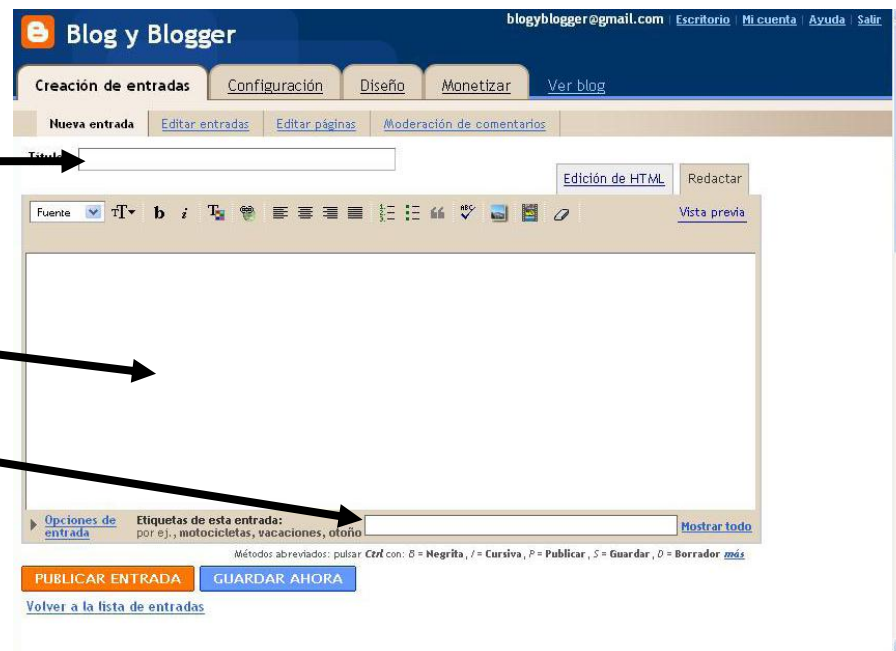 blogyblogger@gmail.com | Escritorio | Mi cuenta | Ayuda | Salir
Blog y Blogger
Creación de entradas Configuración Diseño Monetizar Ver blog
Nueva entrada Editar entradas Editar páginas Moderación de comentarios
Edición de HTML Redactar
Fuente b i ABC Vista previa
Opciones de entrada Etiquetas de esta entrada: Mostrar todo
por ej., motocicletas, vacaciones, otoño
Métodos abreviados: pulsar Ctrl con: B = Negrita, I = Cursiva, P = Publicar, S = Guardar, D = Borrador más
PUBLICAR ENTRADA GUARDAR AHORA
Volver a la lista de entradas